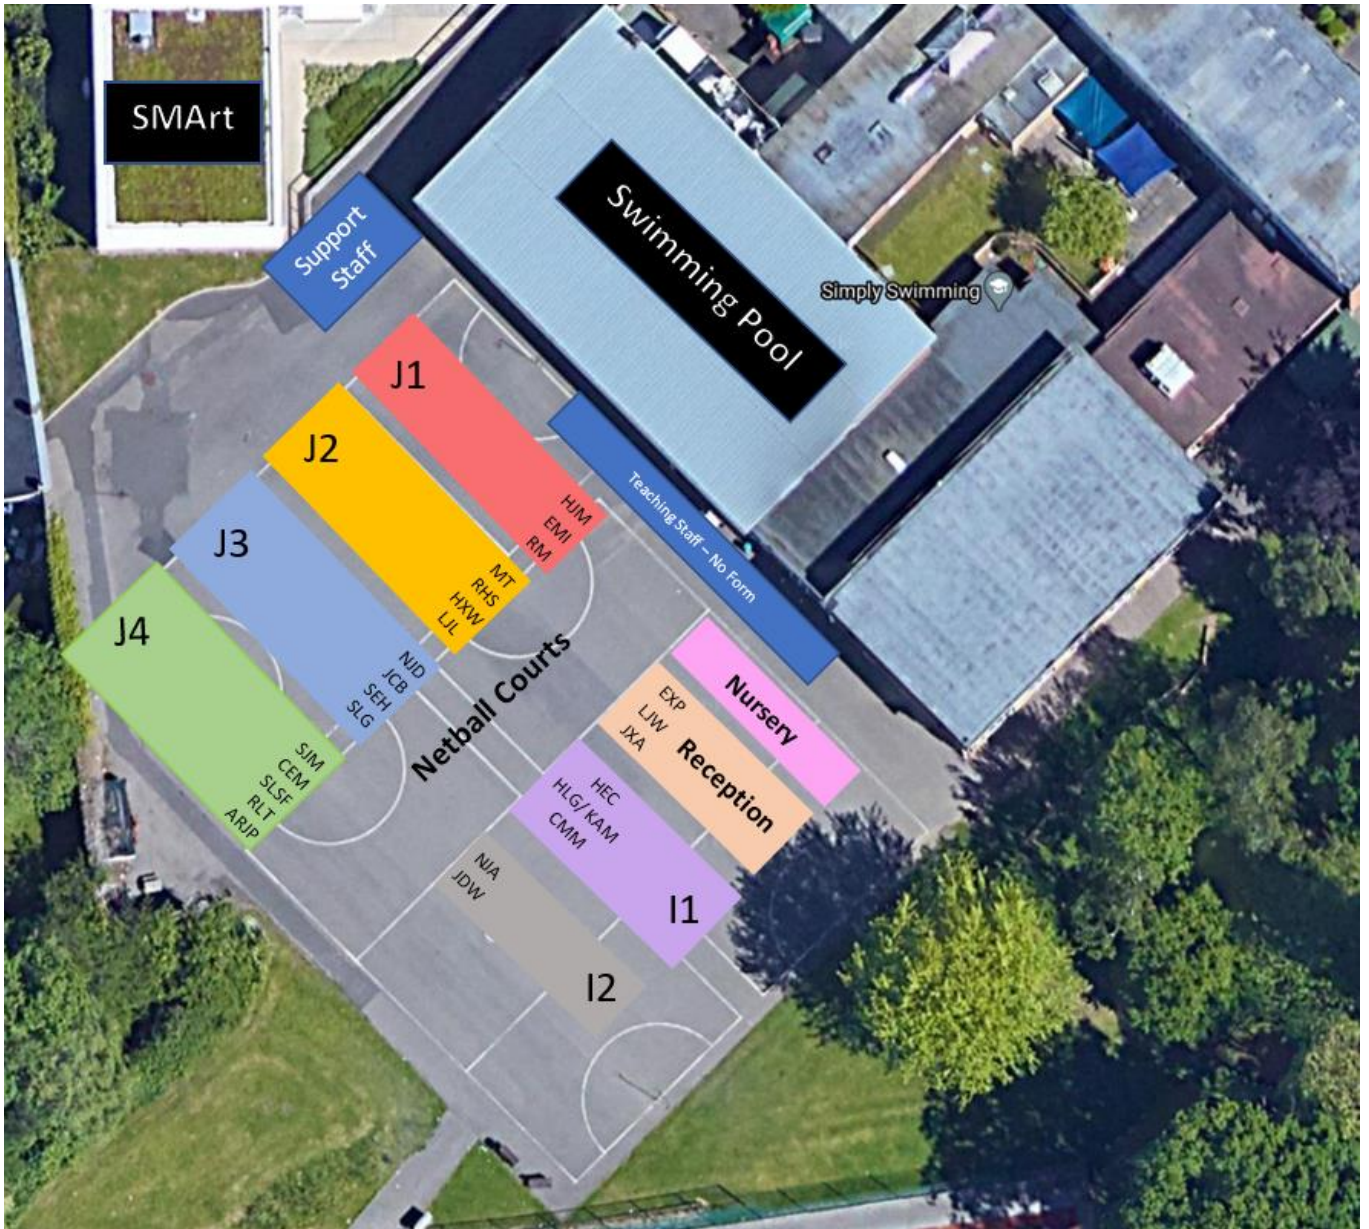 SMArt
Support
Staff
Swimming Pool
Simply Swimming
J1
HJM
EMI
RM
J2
MT
RHS
HXW
LJL
J3
NJD
JCB
SEH
SLG
J4
SJM
CEM
SLSF
RLT
ARJP
Teaching Staff – No Form
Netball Courts
Nursery
EXP
LJW
JXA
Reception
HEC
HLG/ KAM
CMM
I1
NJA
JDW
I2